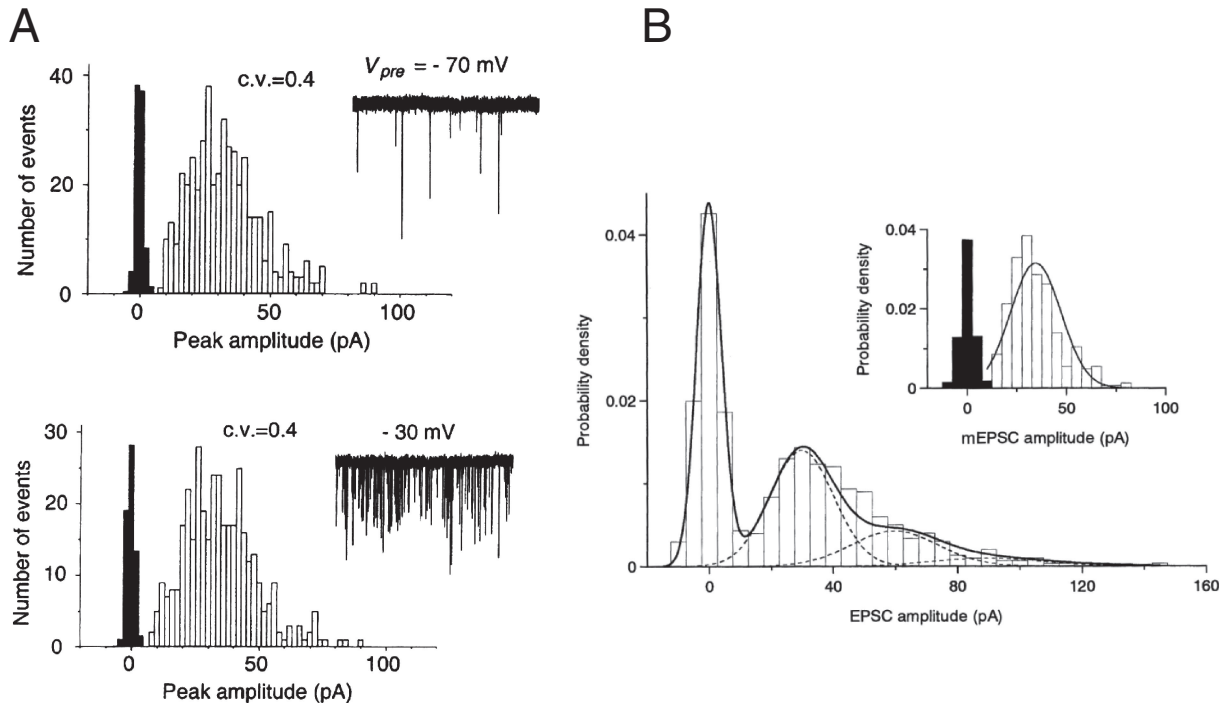 A
B
c.v.=0.4
Vpre = - 70 mV
Number of events
40
20
0
0
50
100
Peak amplitude (pA)
c.v.=0.4
- 30 mV
Number of events
30
20
10
0
0
50
100
Peak amplitude (pA)
Probability density
0.04
0.02
0
0
40
80
120
160
EPSC amplitude (pA)
Probability density
0.04
0.02
0
0
50
100
mEPSC amplitude (pA)